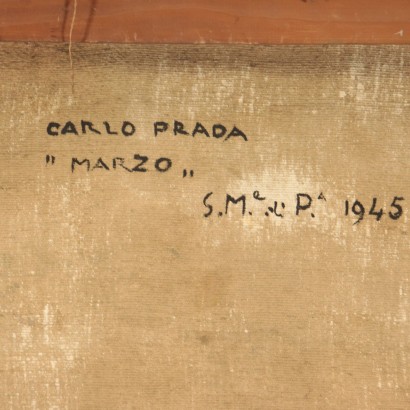 CARLO PRADA
" MARZO „
S.M.e P.A 1945